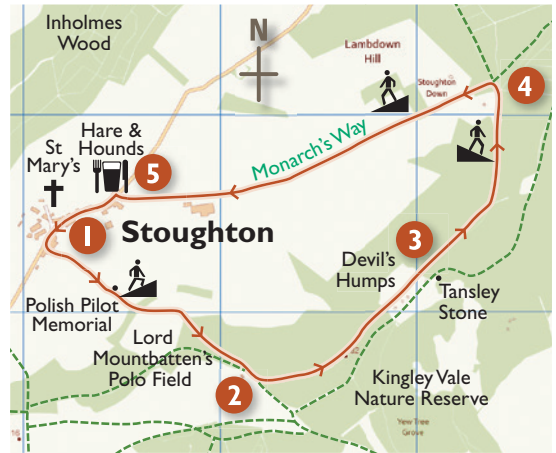 Inholmes
Wood
N
Lambdown
Hill
Stoughton
Down
4
Hare &
Hounds
St
Mary's
5
Monarch's Way
1
Stoughton
3
Devil's
Humps
Tansley
Stone
Polish Pilot
Memorial
Lord
Mountbatten's
Polo Field
2
Kingley Vale
Nature Reserve
Yew Tree
Grove
16